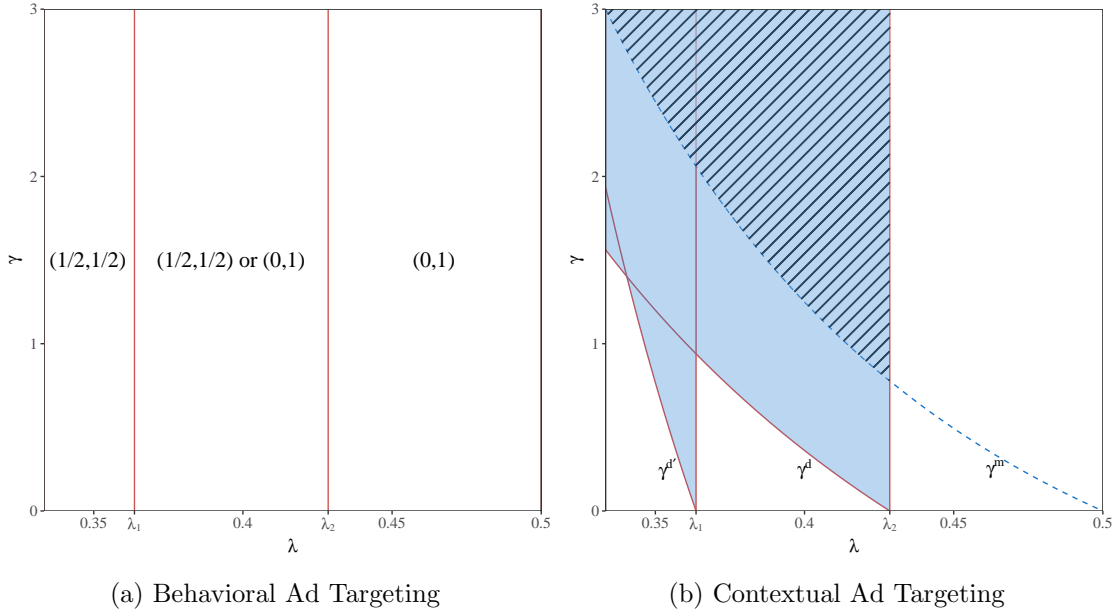 3
2
1
0
γ
(1/2,1/2)
(1/2,1/2) or (0,1)
(0,1)
0.35
λ₁
0.4
λ₂
0.45
0.5
λ
(a) Behavioral Ad Targeting
3
2
1
0
γ
γᵈ′
γᵈ
γᵐ
0.35
λ₁
0.4
λ₂
0.45
0.5
λ
(b) Contextual Ad Targeting